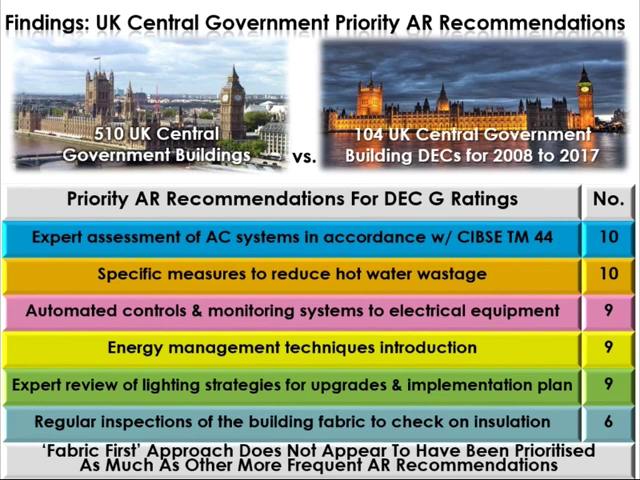 Findings: UK Central Government Priority AR Recommendations
510 UK Central
Government Buildings
vs.
104 UK Central Government
Building DECs for 2008 to 2017
Priority AR Recommendations For DEC G Ratings No.
Expert assessment of AC systems in accordance w/ CIBSE TM 44 10
Specific measures to reduce hot water wastage 10
Automated controls & monitoring systems to electrical equipment 9
Energy management techniques introduction 9
Expert review of lighting strategies for upgrades & implementation plan 9
Regular inspections of the building fabric to check on insulation 6
‘Fabric First’ Approach Does Not Appear To Have Been Prioritised
As Much As Other More Frequent AR Recommendations